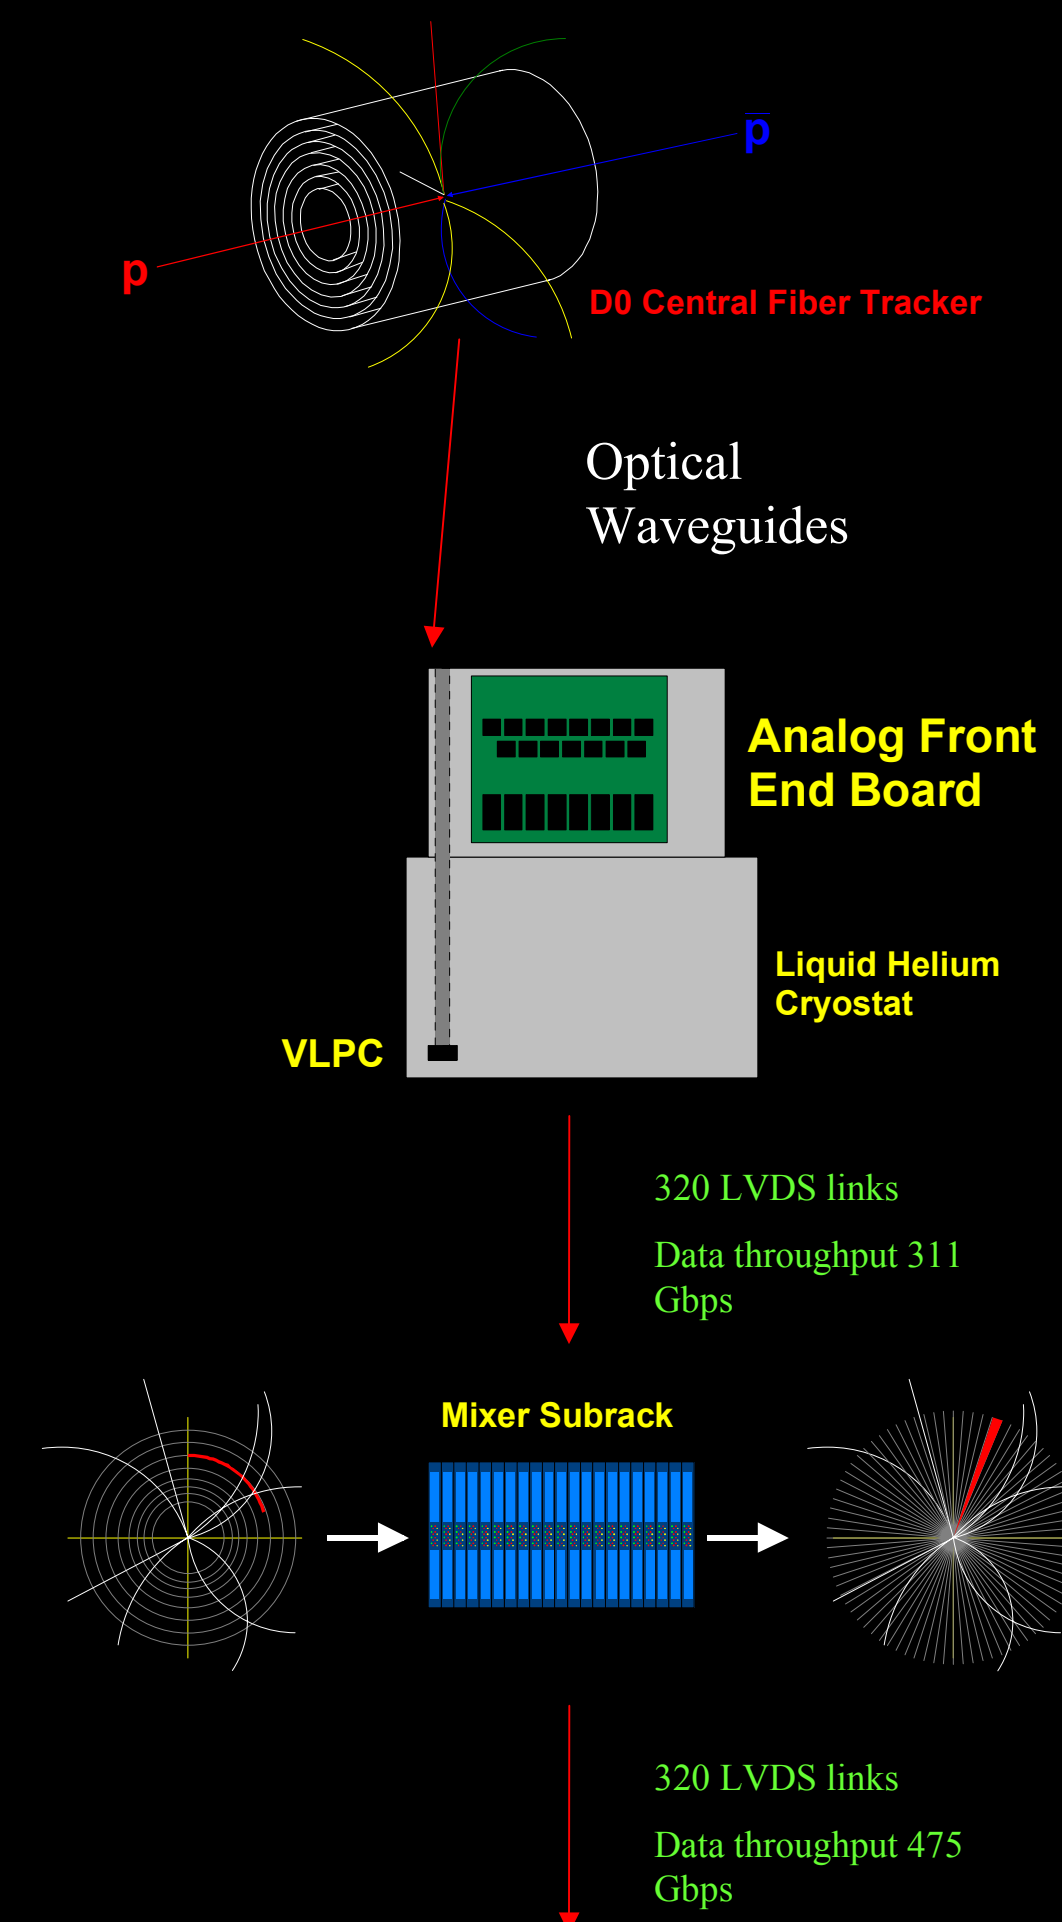 p̅
p
D0 Central Fiber Tracker
Optical
Waveguides
Analog Front
End Board
Liquid Helium
Cryostat
VLPC
320 LVDS links
Data throughput 311
Gbps
Mixer Subrack
320 LVDS links
Data throughput 475
Gbps